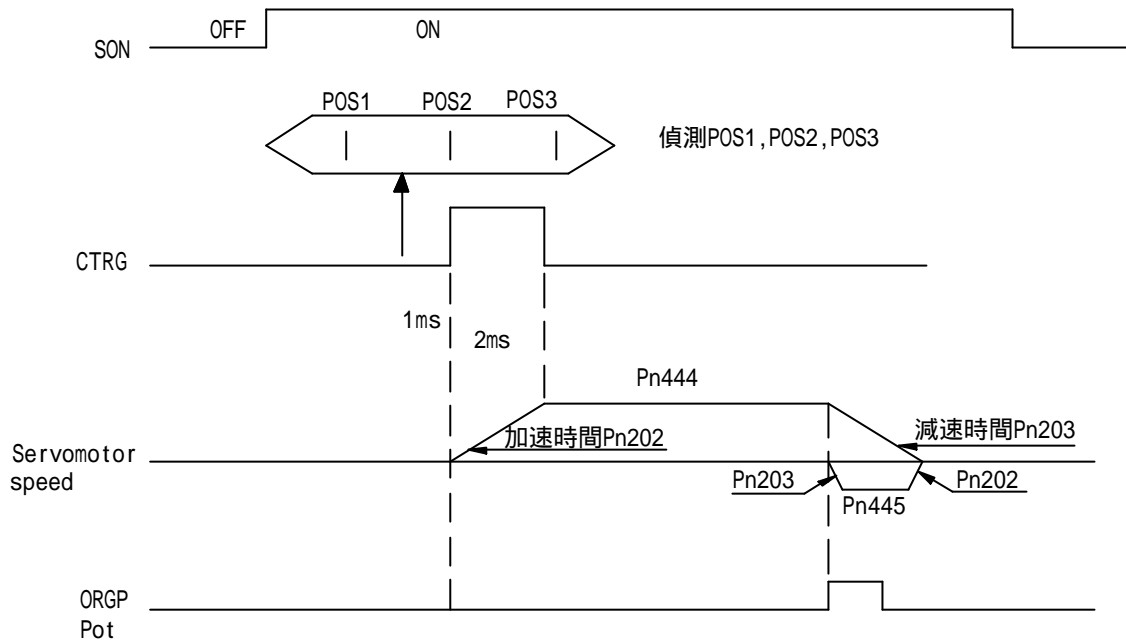 OFF
ON
SON
POS1
POS2
POS3
偵測POS1,POS2,POS3
CTRG
1ms
2ms
Pn444
加速時間Pn202
減速時間Pn203
Servomotor
speed
Pn203
Pn202
Pn445
ORGP
Pot